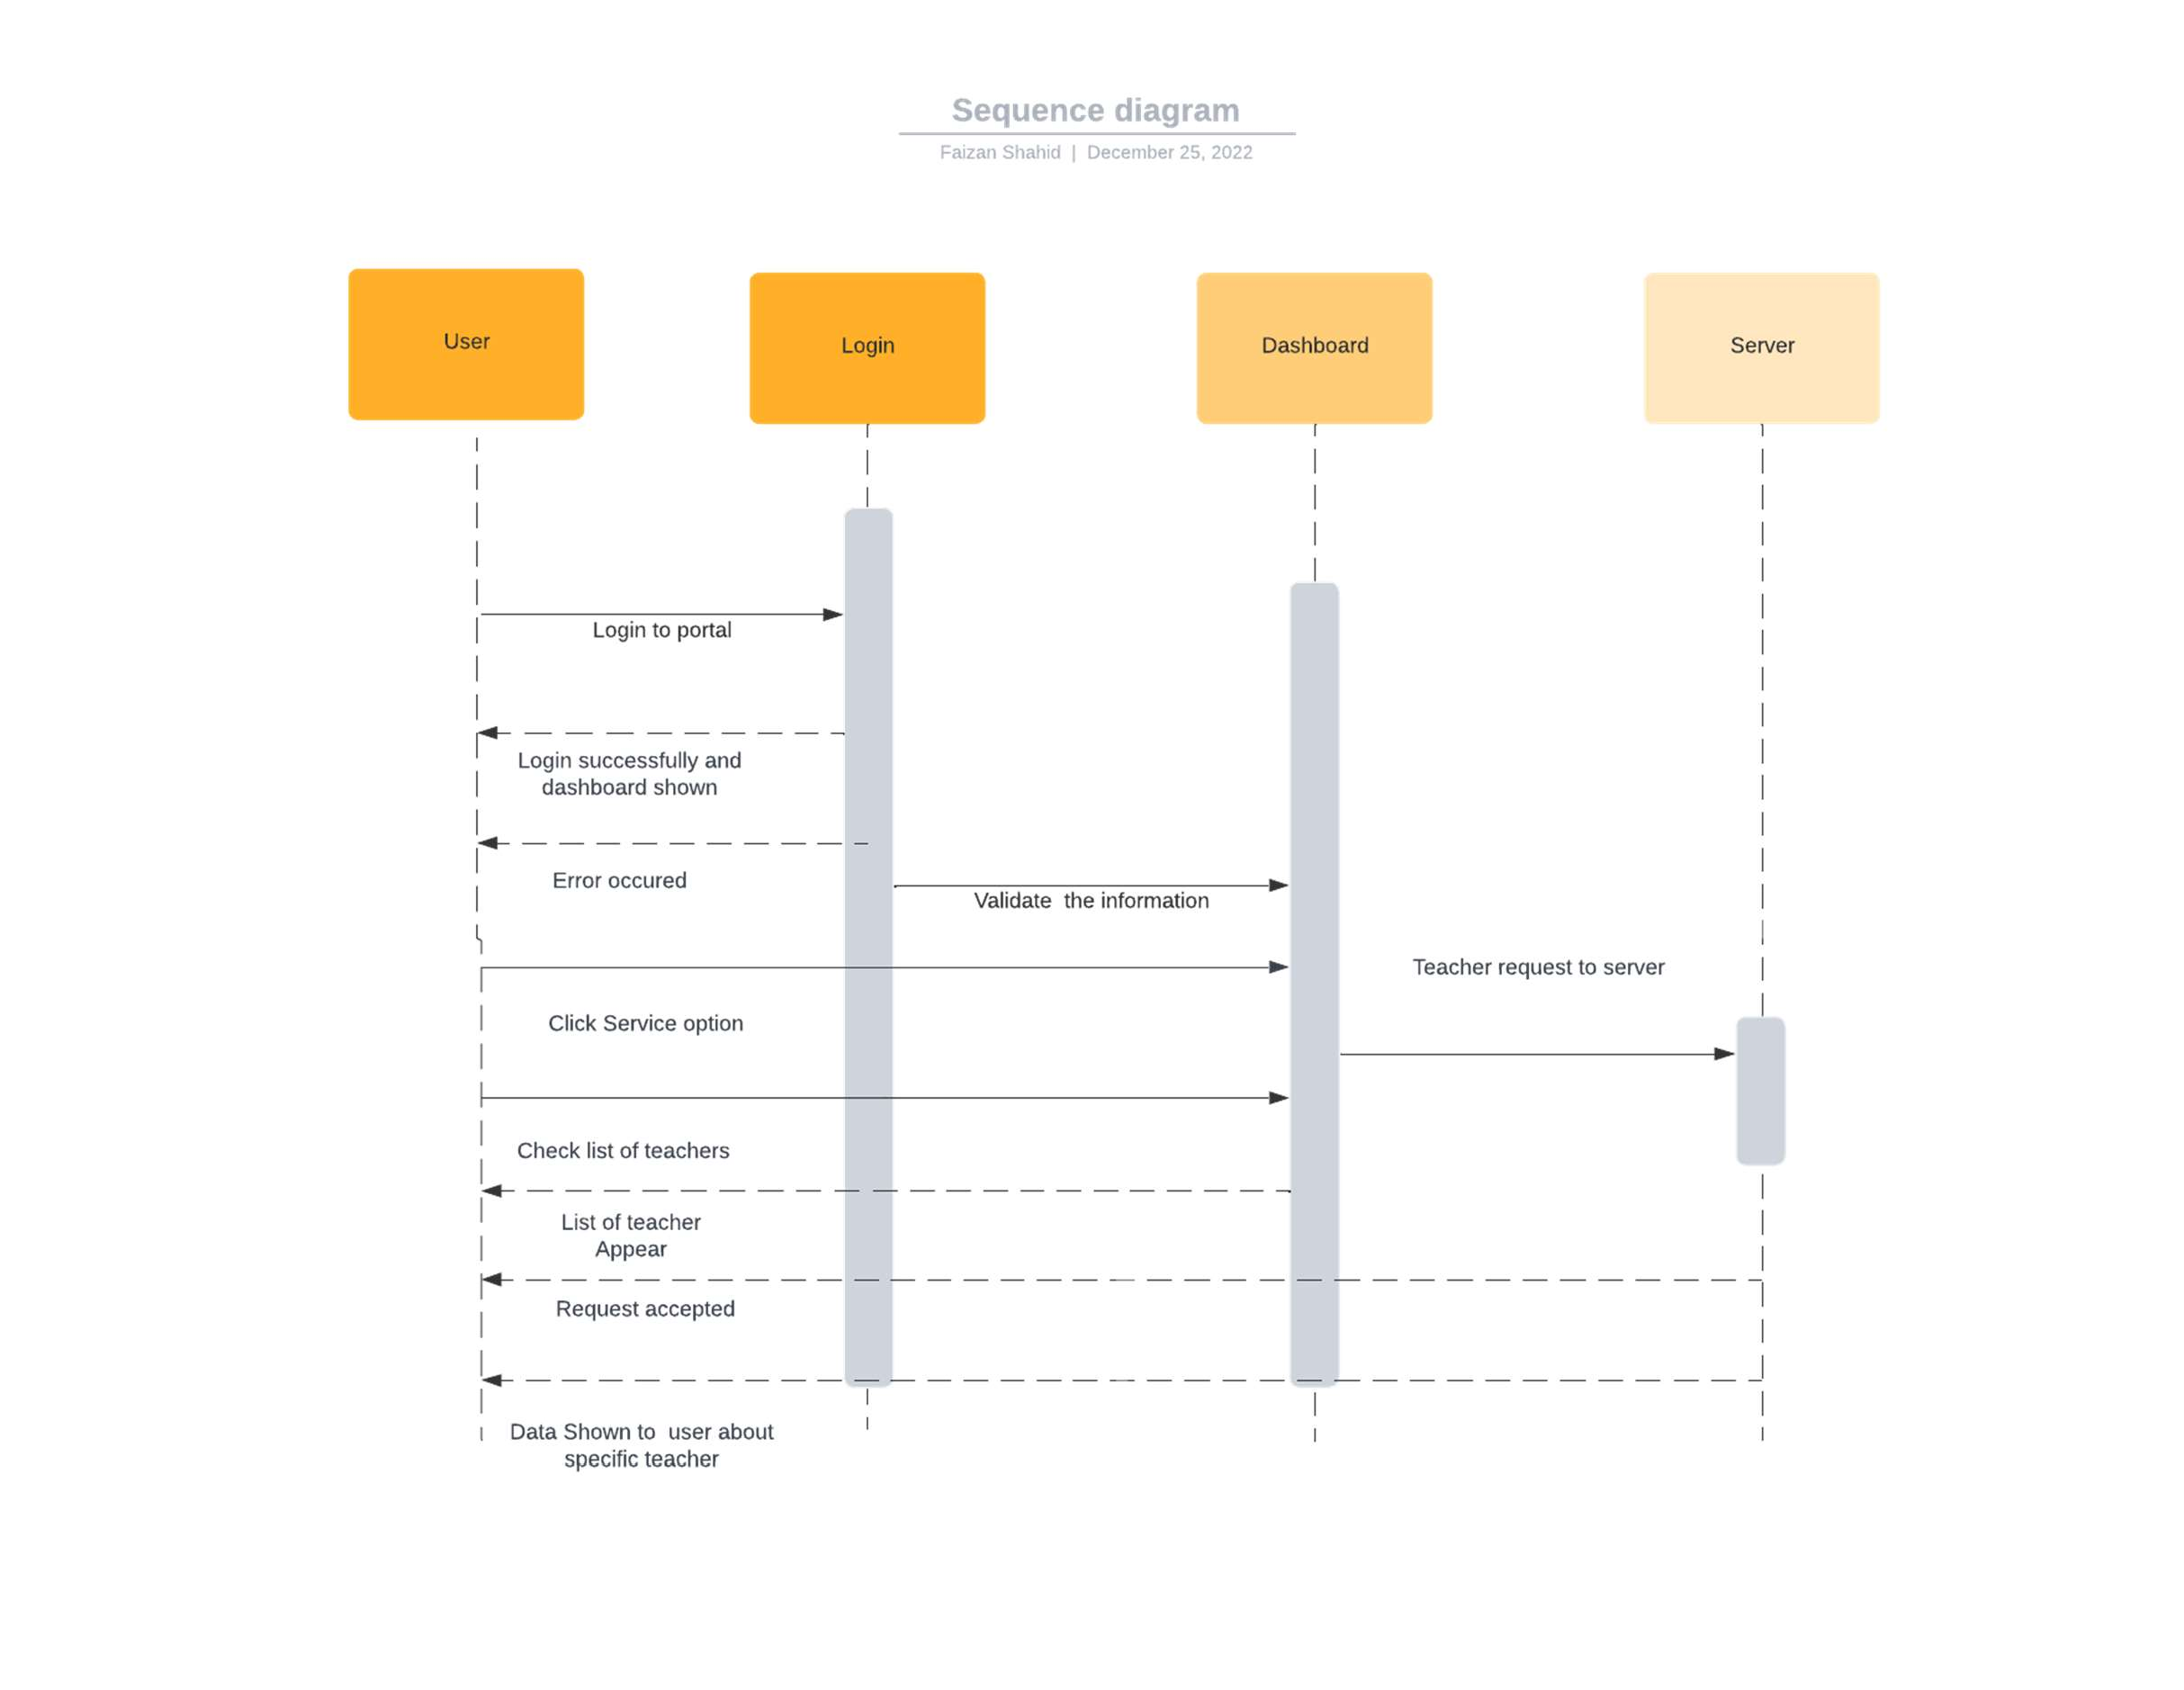 Sequence diagram
Faizan Shahid | December 25, 2022
User
Login
Dashboard
Server
Login to portal
Login successfully and
dashboard shown
Error occured
Validate  the information
Teacher request to server
Click Service option
Check list of teachers
List of teacher
Appear
Request accepted
Data Shown to  user about
specific teacher